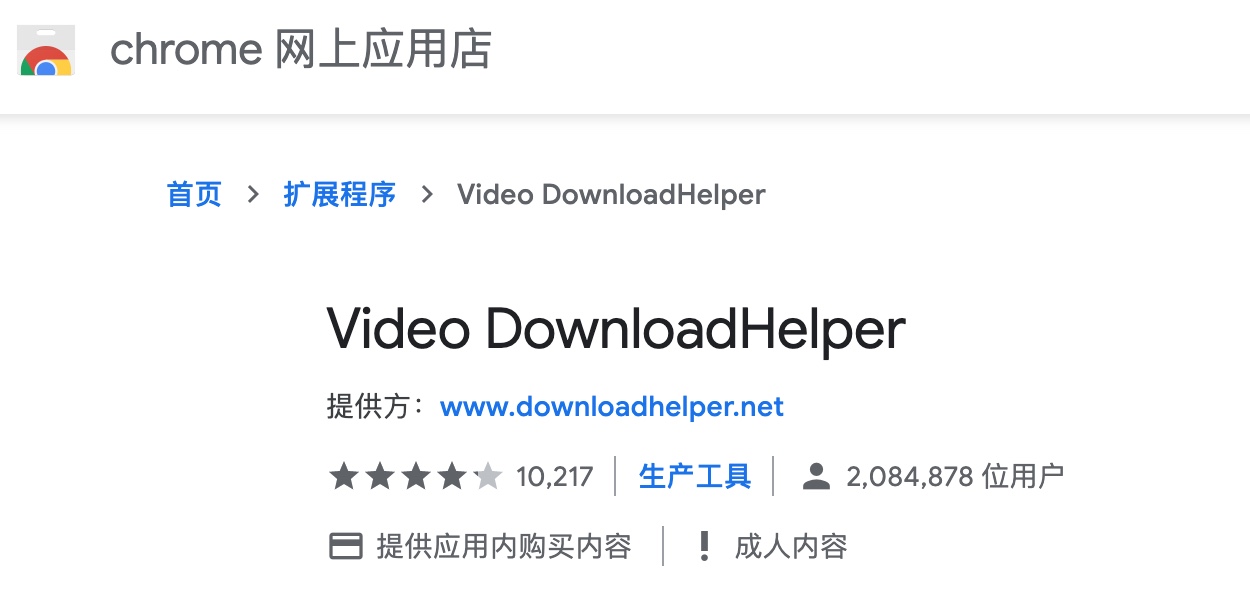 chrome 网上应用店
首页 > 扩展程序 > Video DownloadHelper
Video DownloadHelper
提供方： www.downloadhelper.net
10,217 生产工具 2,084,878 位用户
提供应用内购买内容 成人内容